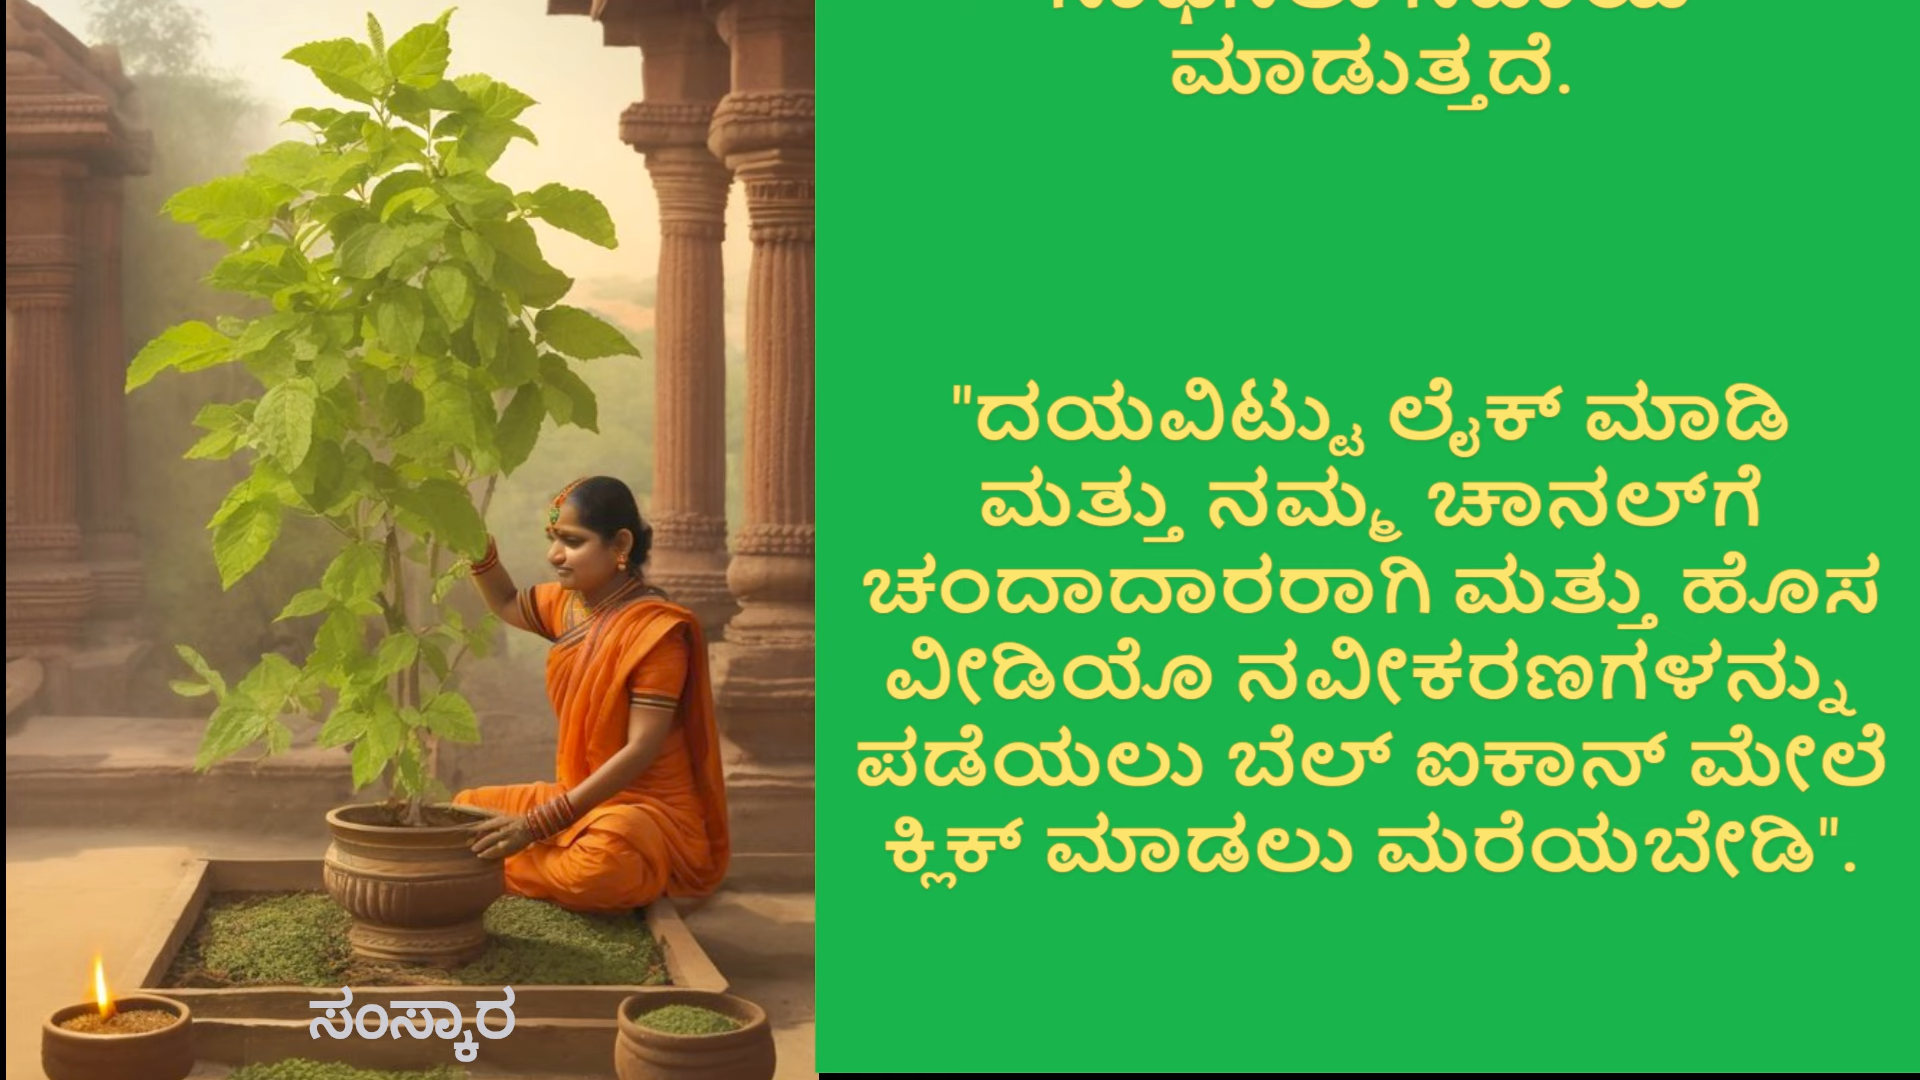 ಮಾಡುತ್ತದೆ.
"ದಯವಿಟ್ಟು ಲೈಕ್ ಮಾಡಿ
ಮತ್ತು ನಮ್ಮ ಚಾನಲ್‌ಗೆ
ಚಂದಾದಾರರಾಗಿ ಮತ್ತು ಹೊಸ
ವೀಡಿಯೊ ನವೀಕರಣಗಳನ್ನು
ಪಡೆಯಲು ಬೆಲ್ ಐಕಾನ್ ಮೇಲೆ
ಕ್ಲಿಕ್ ಮಾಡಲು ಮರೆಯಬೇಡಿ".
ಸಂಸ್ಕಾರ